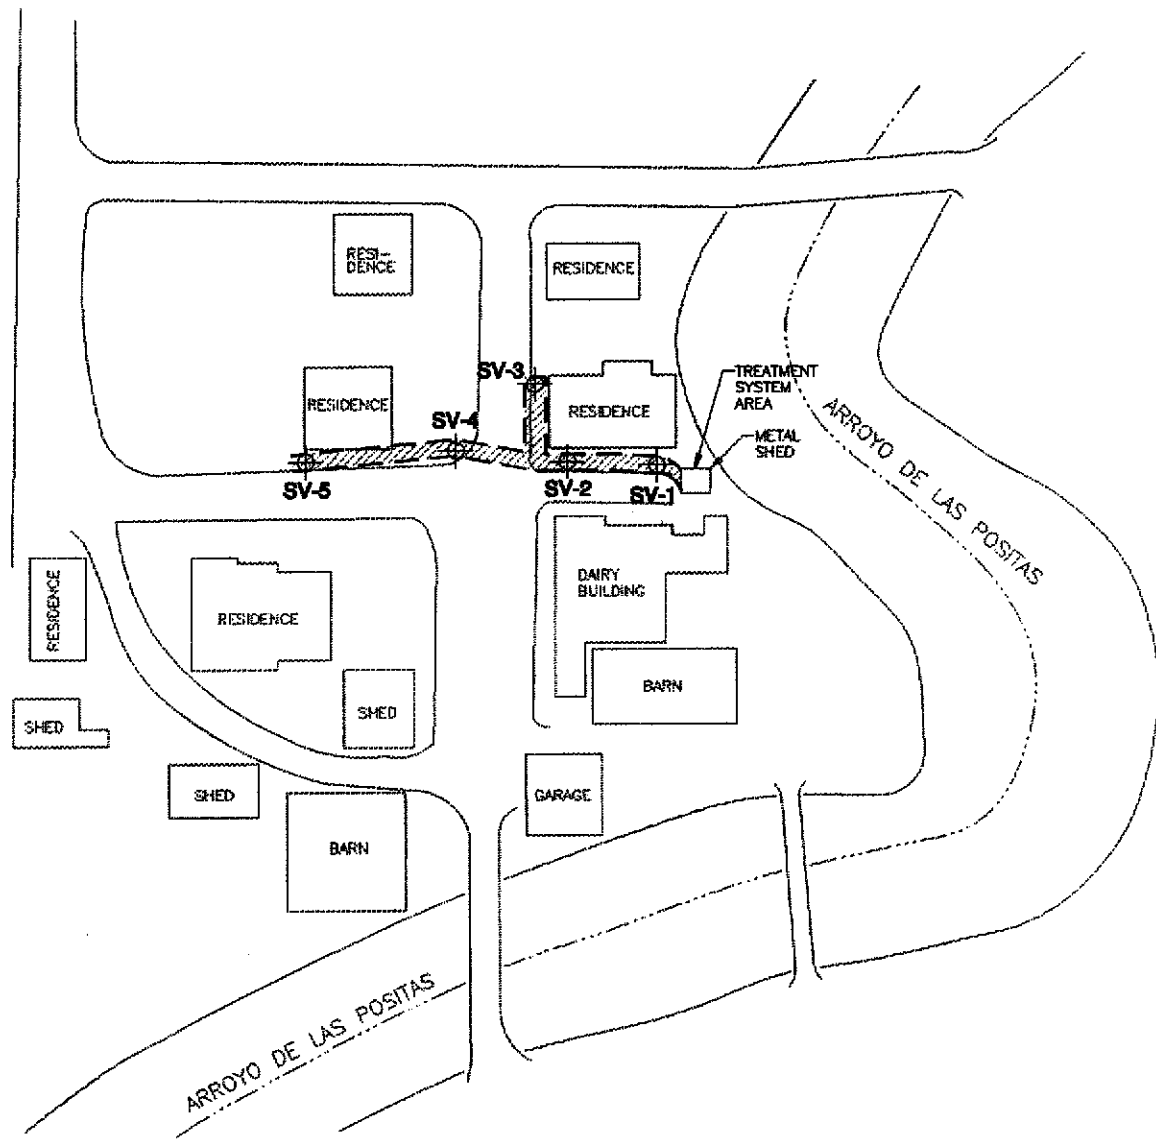 RESI-
DENCE
RESIDENCE
SV-3
TREATMENT
SYSTEM
AREA
RESIDENCE
RESIDENCE
SV-4
METAL
SHED
SV-5
SV-2
SV-1
ARROYO DE LAS POSITAS
DAIRY
BUILDING
RESIDENCE
RESIDENCE
BARN
SHED
SHED
SHED
GARAGE
BARN
ARROYO DE LAS POSITAS